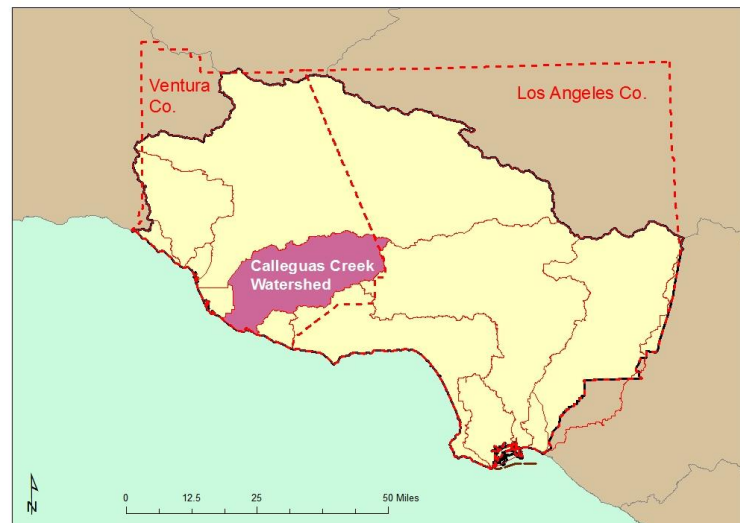 Ventura
Co.
Los Angeles Co.
Calleguas Creek
Watershed
N
0 12.5 25 50 Miles